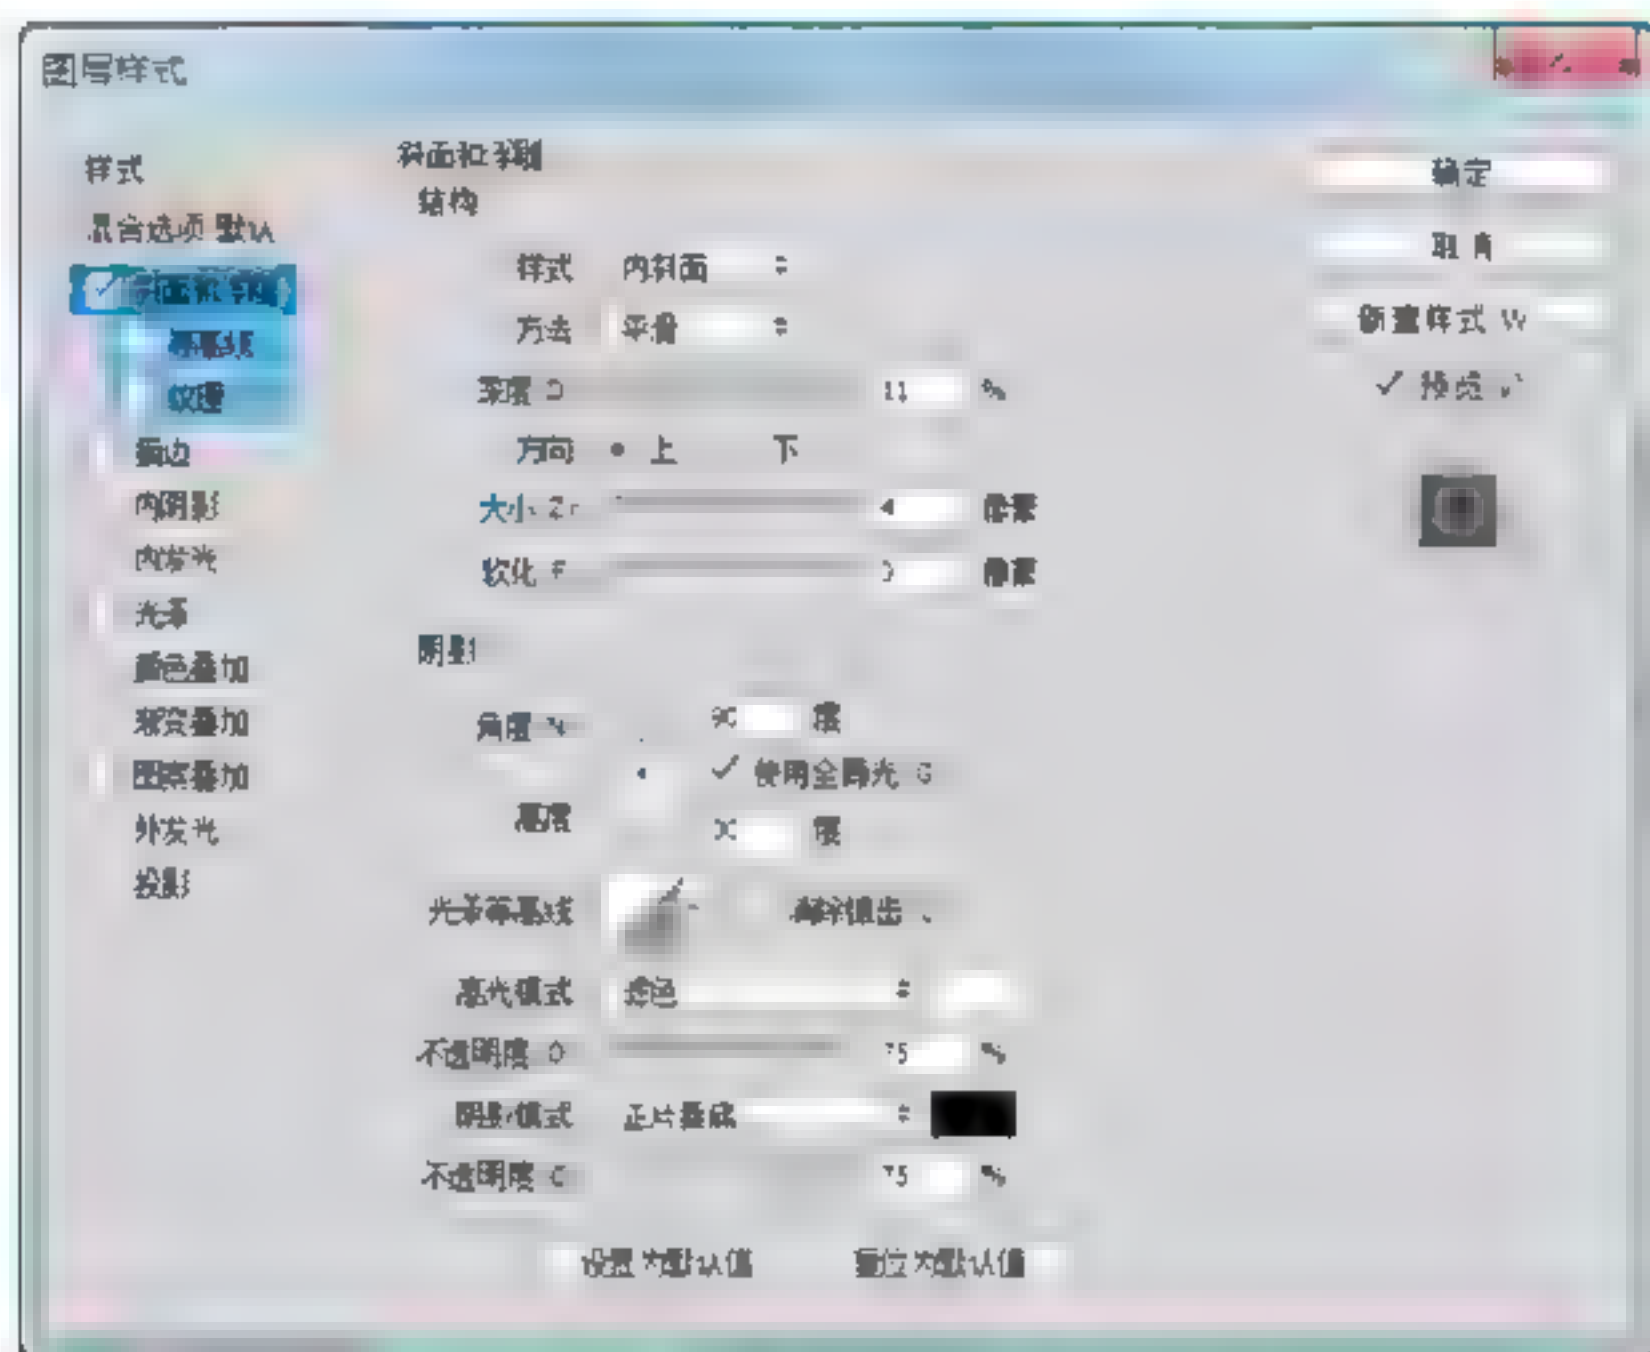 图层样式
样式
混合选项 默认
斜面和浮雕
等高线
纹理
描边
内阴影
内发光
光泽
颜色叠加
渐变叠加
图案叠加
外发光
投影
斜面和浮雕
结构
样式 内斜面
方法 平滑
深度 D %
方向 上 下
大小 Z 像素
软化 F 像素
阴影
角度 N 90 度
使用全局光 G
高度 度
光泽等高线 消除锯齿
高光模式 滤色
不透明度 O 75 %
阴影模式 正片叠底
不透明度 C 75 %
设置为默认值 复位为默认值
确定
取消
新建样式 W
预览 V